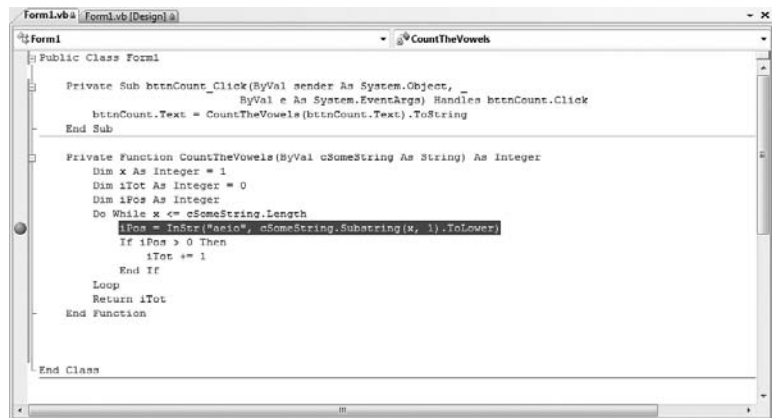 Form1.vb Form1.vb [Design]
Form1 CountTheVowels
Public Class Form1
Private Sub bttnCount_Click(ByVal sender As System.Object, _
ByVal e As System.EventArgs) Handles bttnCount.Click
bttnCount.Text = CountTheVowels(bttnCount.Text).ToString
End Sub
Private Function CountTheVowels(ByVal cSomeString As String) As Integer
Dim x As Integer = 1
Dim iTot As Integer = 0
Dim iPos As Integer
Do While x <= cSomeString.Length
iPos = InStr("aeio", cSomeString.Substring(x, 1).ToLower)
If iPos > 0 Then
iTot += 1
End If
Loop
Return iTot
End Function
End Class